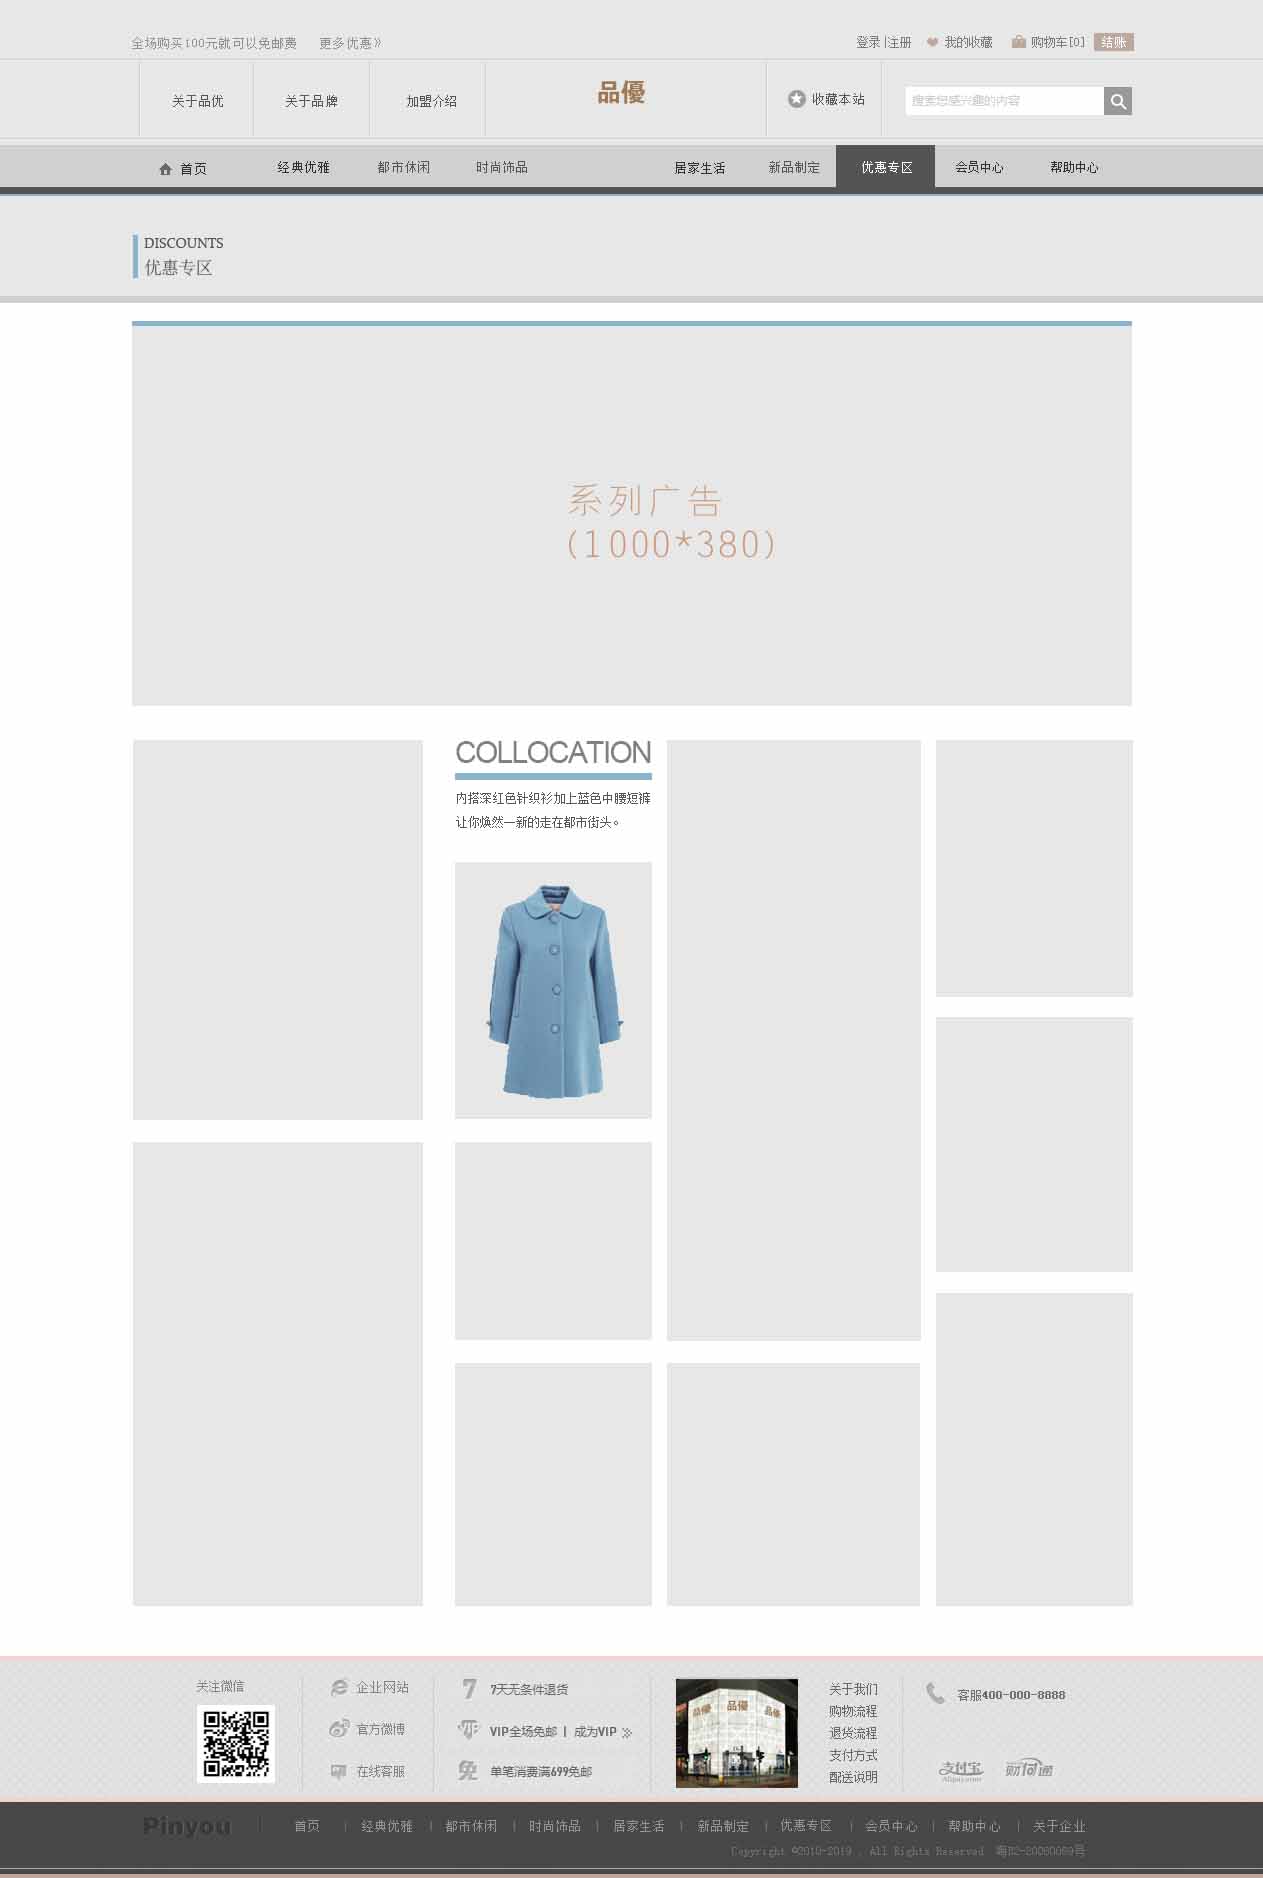 全场购买100元就可以免邮费 更多优惠》
登录|注册 我的收藏 购物车[0] 结账
关于品优 关于品牌 加盟介绍 品優 收藏本站 搜索您感兴趣的内容
首页 经典优雅 都市休闲 时尚饰品 居家生活 新品制定 优惠专区 会员中心 帮助中心
DISCOUNTS
优惠专区
系列广告
(1000*380)
COLLOCATION
内搭深红色针织衫加上蓝色中腰短裤
让你焕然一新的走在都市街头。
关注微信
企业网站
官方微博
在线客服
7 7天无条件退货
VIP VIP全场免邮 | 成为VIP
免 单笔消费满699免邮
品優 品優 品優
关于我们
购物流程
退货流程
支付方式
配送说明
客服400-000-8888
支付宝 财付通
Alipay.com
Pinyou
首页 | 经典优雅 | 都市休闲 | 时尚饰品 | 居家生活 | 新品制定 | 优惠专区 | 会员中心 | 帮助中心 | 关于企业
Copyright ©2010-2019 , All Rights Reserved